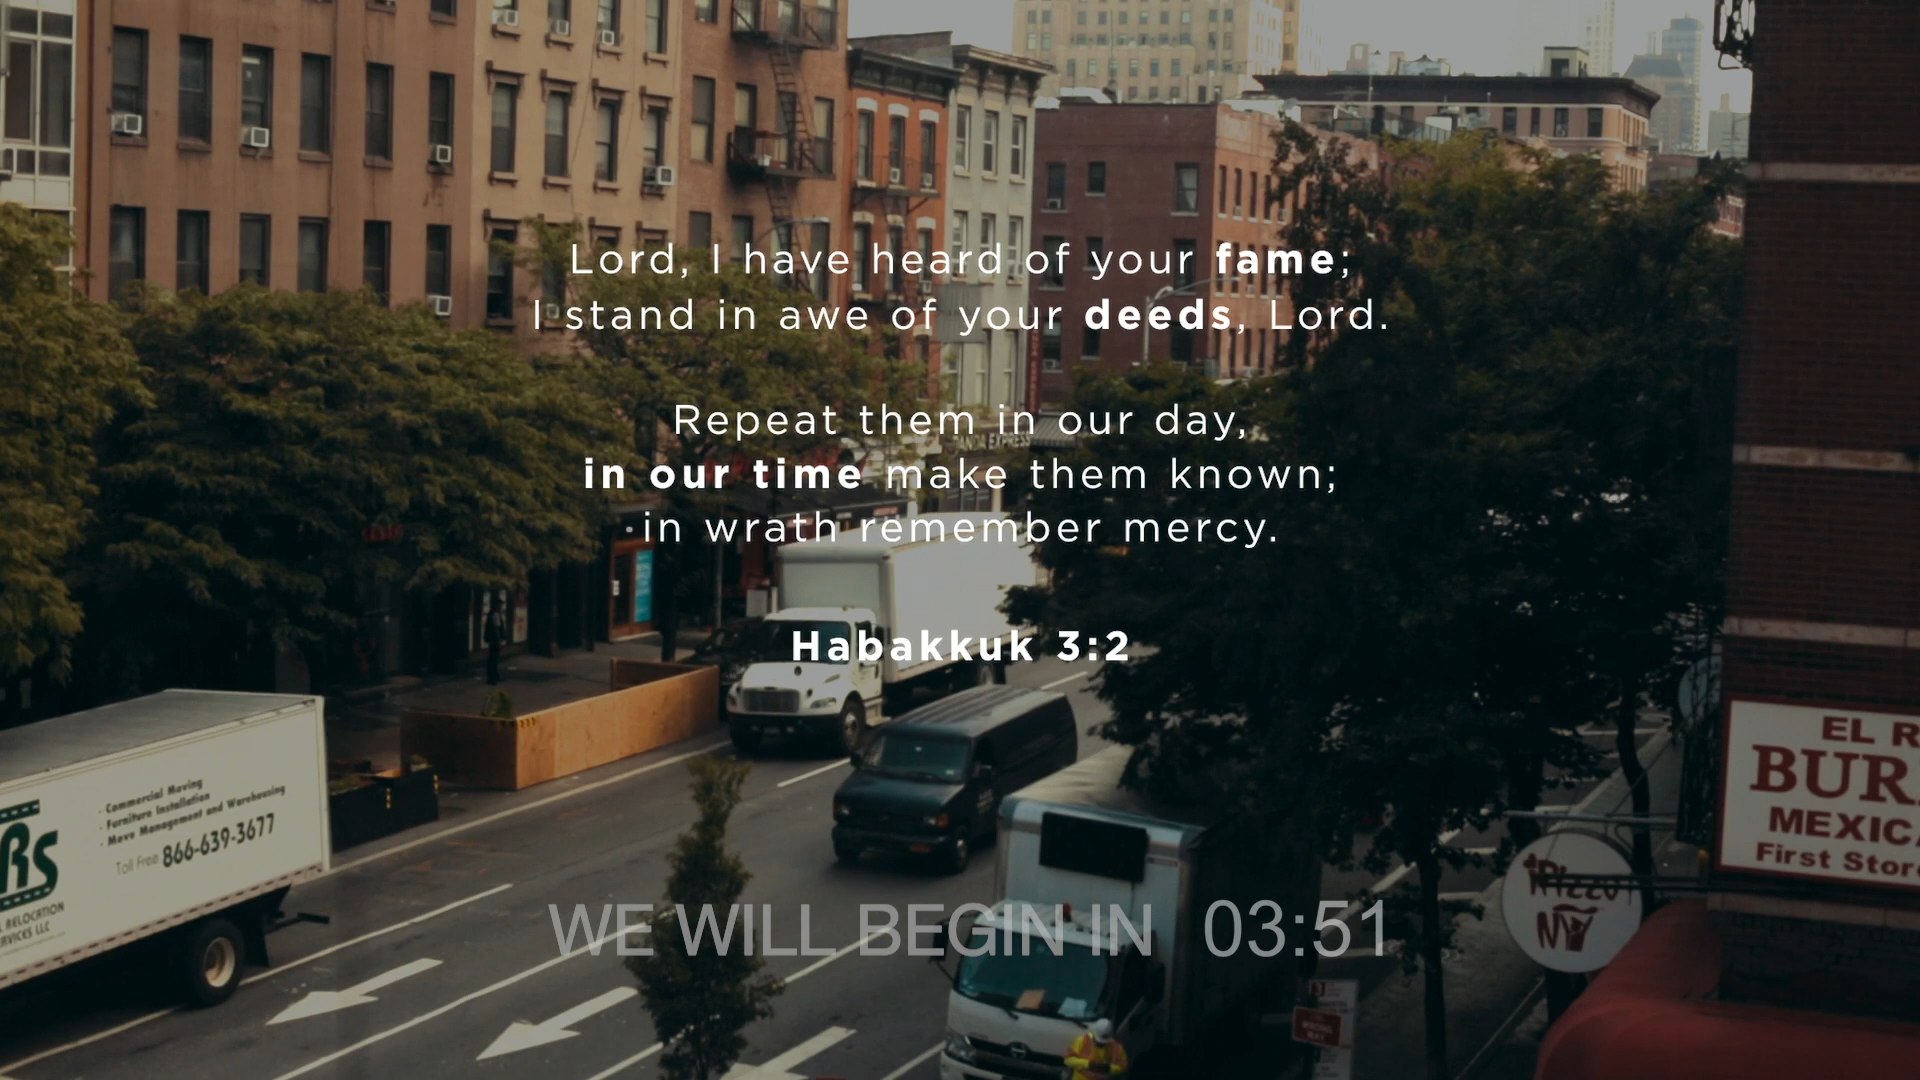 Lord, I have heard of your fame;
I stand in awe of your deeds, Lord.
Repeat them in our day,
in our time make them known;
in wrath remember mercy.
Habakkuk 3:2
WE WILL BEGIN IN 03:51
- Commercial Moving
- Furniture Installation
- Move Management and Warehousing
Toll Free 866-639-3677
RELOCATION
SERVICES LLC
EL R
BUR
MEXIC
First Stor
NY